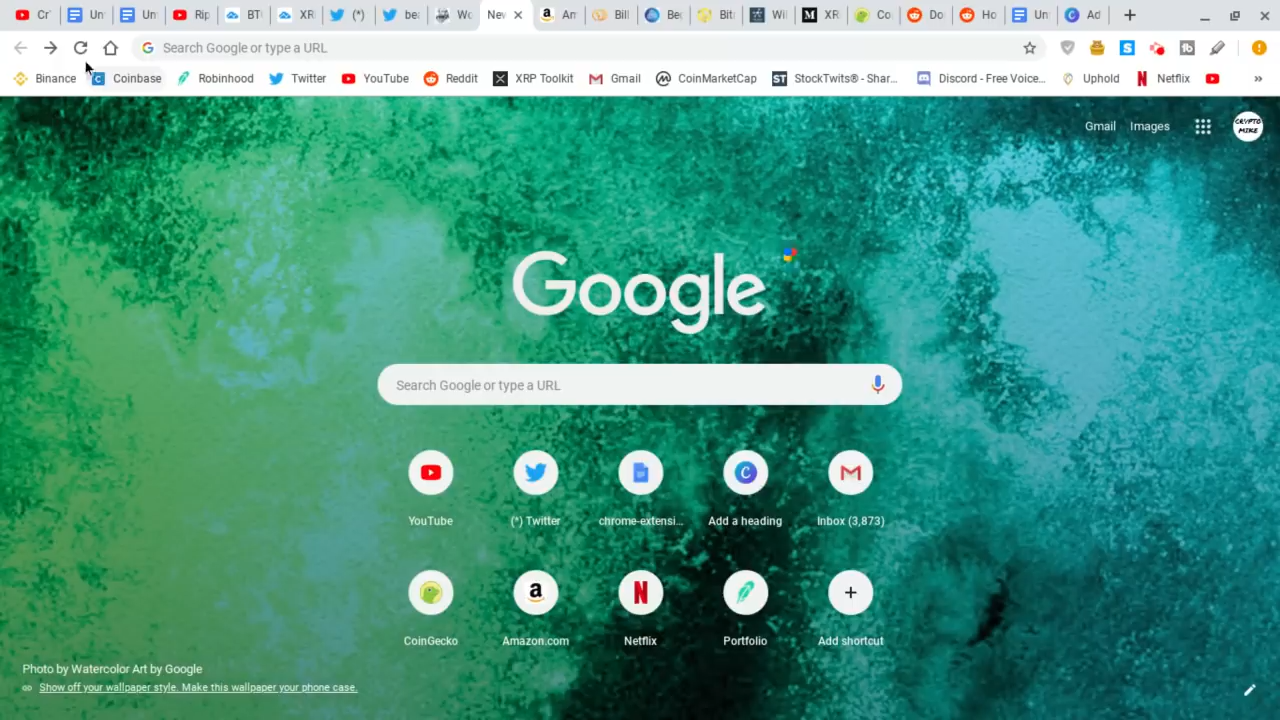 Cr
Un
Un
Rip
BT
XR
(*)
be
Wo
New
Am
Bill
Be
Bit
Wil
XR
Co
Do
Ho
Un
Ad
Search Google or type a URL
Binance
Coinbase
Robinhood
Twitter
YouTube
Reddit
XRP Toolkit
Gmail
CoinMarketCap
StockTwits® - Shar...
Discord - Free Voice...
Uphold
Netflix
»
Gmail
Images
CRYPTO
MIKE
Google
Search Google or type a URL
YouTube
(*) Twitter
chrome-extensi...
Add a heading
Inbox (3,873)
CoinGecko
Amazon.com
Netflix
Portfolio
Add shortcut
Photo by Watercolor Art by Google
Show off your wallpaper style. Make this wallpaper your phone case.